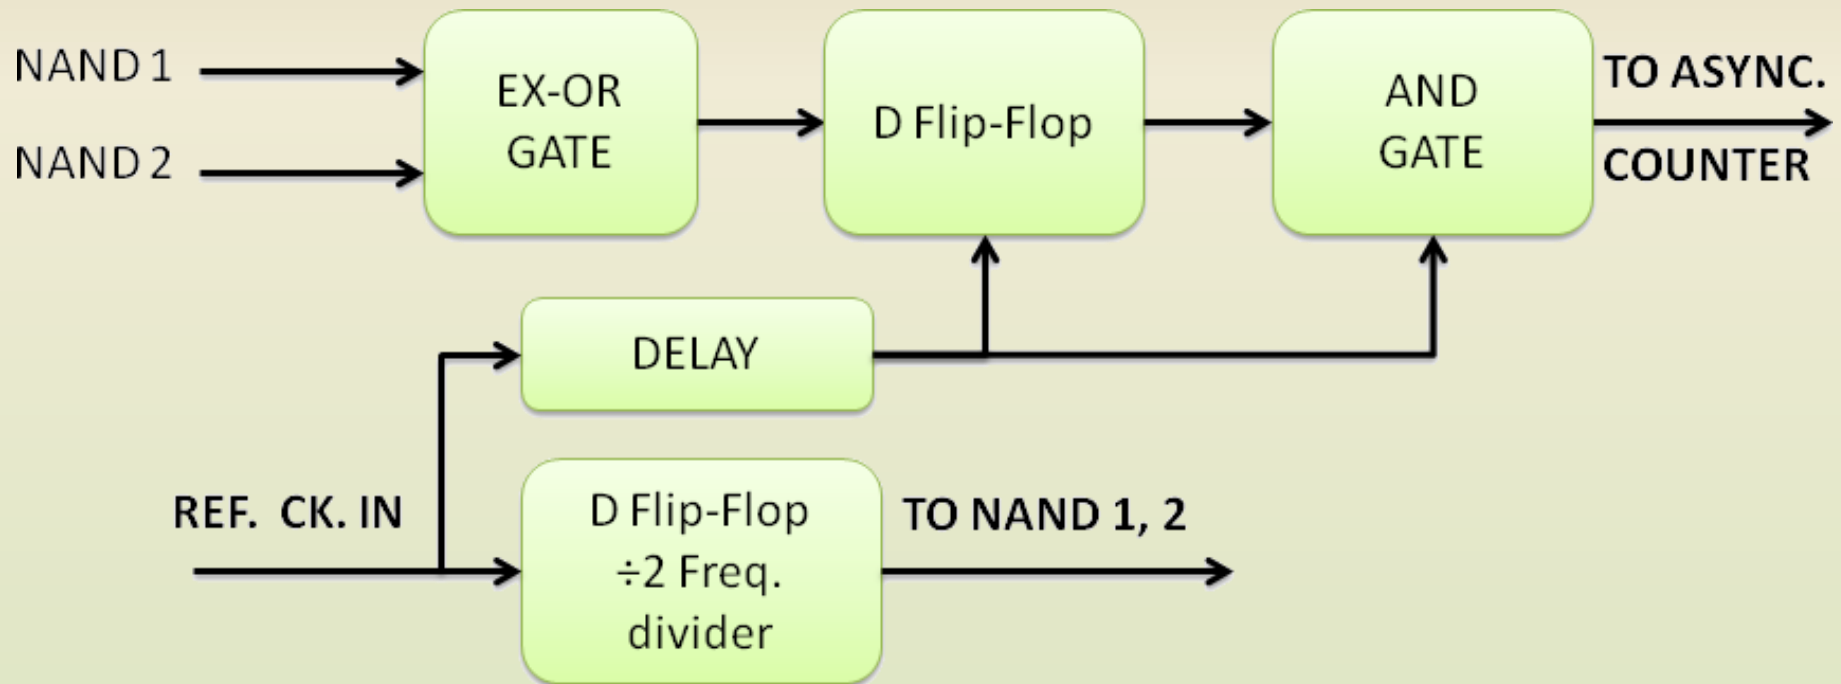 NAND 1
NAND 2
EX-OR
GATE
D Flip-Flop
AND
GATE
TO ASYNC.
COUNTER
DELAY
REF. CK. IN
D Flip-Flop
÷2 Freq.
divider
TO NAND 1, 2